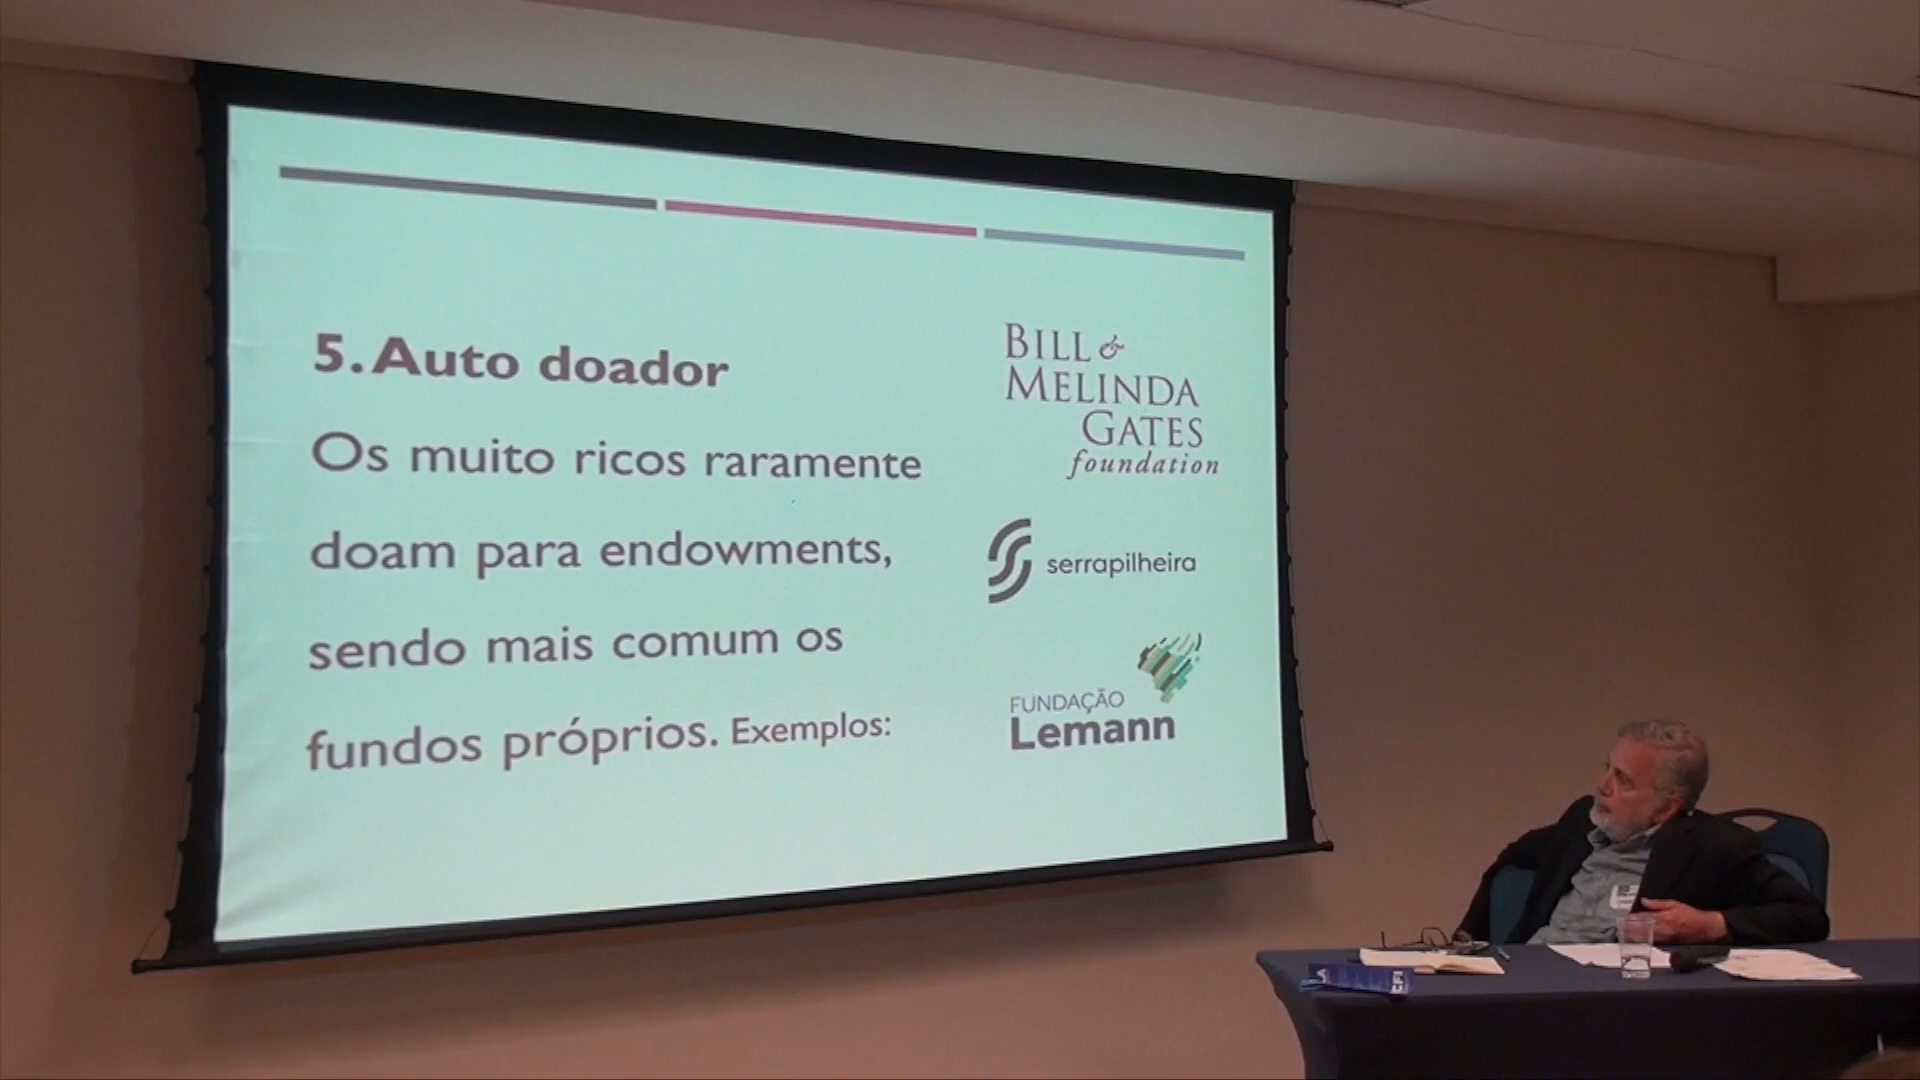 5. Auto doador
Os muito ricos raramente
doam para endowments,
sendo mais comum os
fundos próprios. Exemplos:
BILL &
MELINDA
GATES
foundation
serrapilheira
FUNDAÇÃO
Lemann